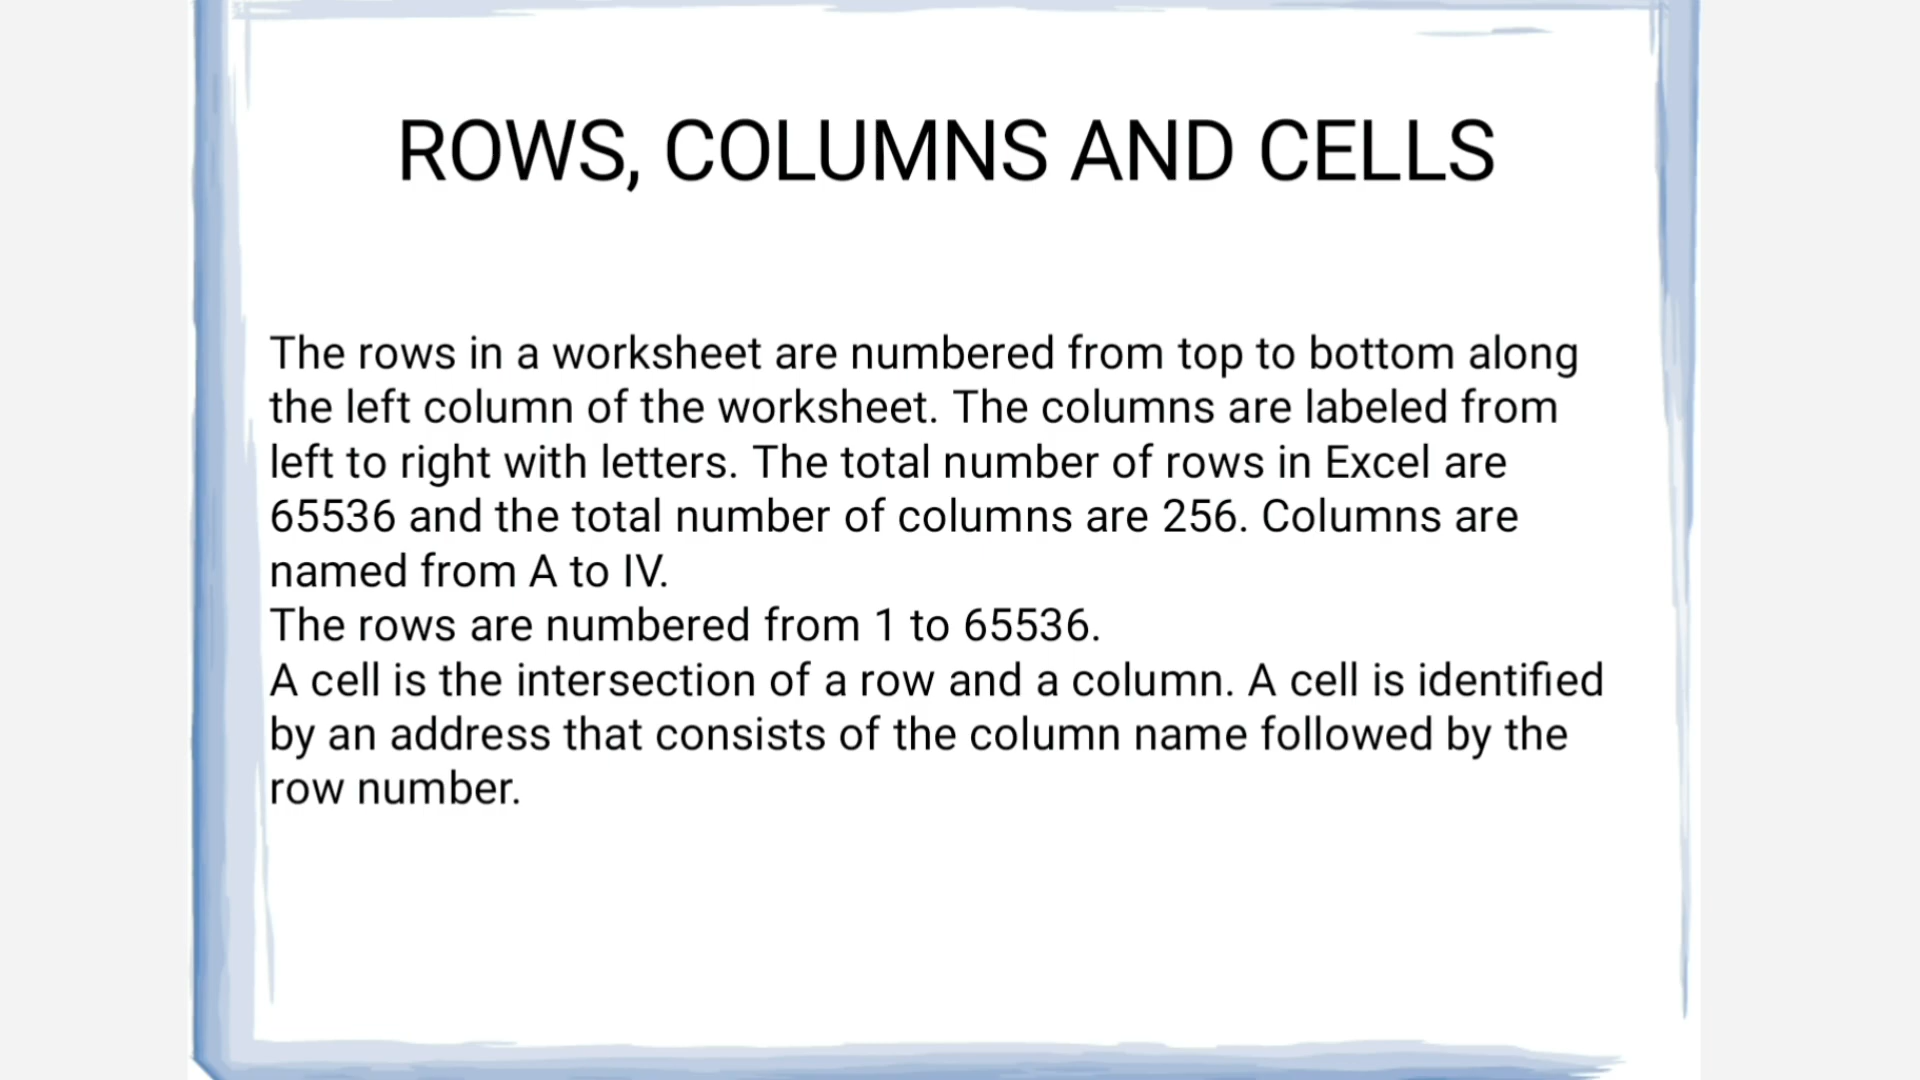 ROWS, COLUMNS AND CELLS
The rows in a worksheet are numbered from top to bottom along
the left column of the worksheet. The columns are labeled from
left to right with letters. The total number of rows in Excel are
65536 and the total number of columns are 256. Columns are
named from A to IV.
The rows are numbered from 1 to 65536.
A cell is the intersection of a row and a column. A cell is identified
by an address that consists of the column name followed by the
row number.